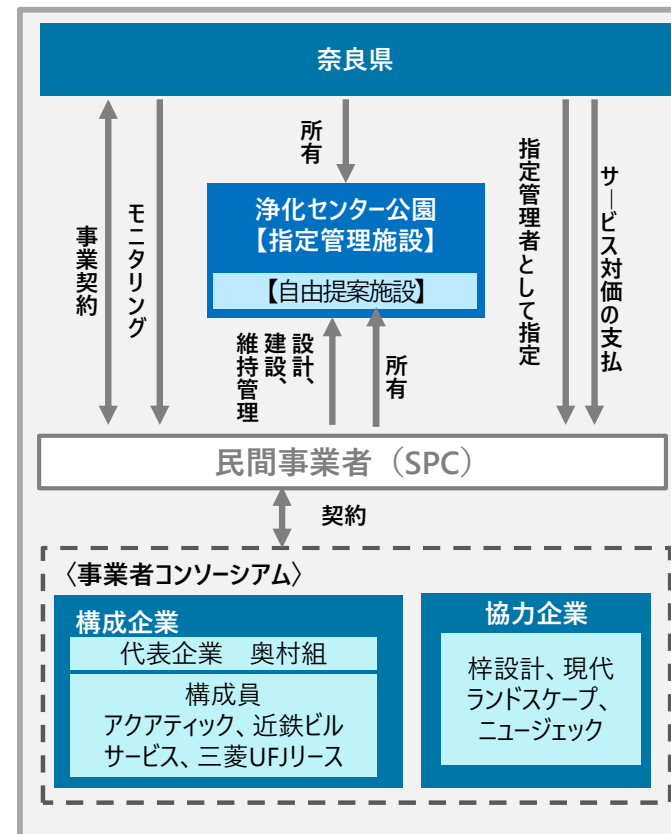 奈良県
所有
浄化センター公園
【指定管理施設】
【自由提案施設】
事業契約
モニタリング
設計、
建設、
維持管理
所有
指定管理者として指定
サービス対価の支払
民間事業者（SPC）
契約
〈事業者コンソーシアム〉
構成企業
代表企業　奥村組
構成員
アクアティック、近鉄ビル
サービス、三菱UFJリース
協力企業
梓設計、現代
ランドスケープ、
ニュージェック